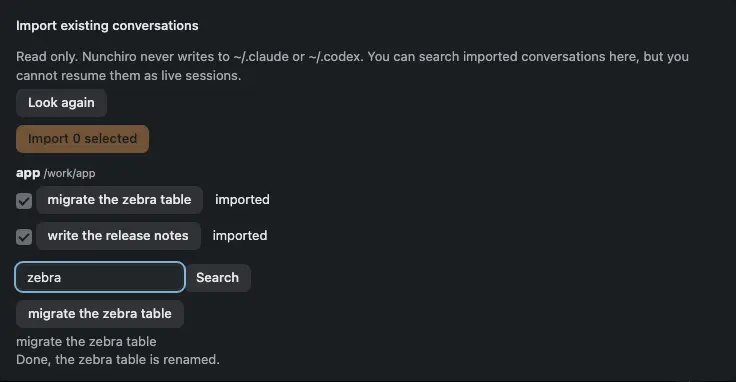 Import existing conversations
Read only. Nunchiro never writes to ~/.claude or ~/.codex. You can search imported conversations here, but you
cannot resume them as live sessions.
Look again
Import 0 selected
app /work/app
migrate the zebra table imported
write the release notes imported
zebra Search
migrate the zebra table
migrate the zebra table
Done, the zebra table is renamed.